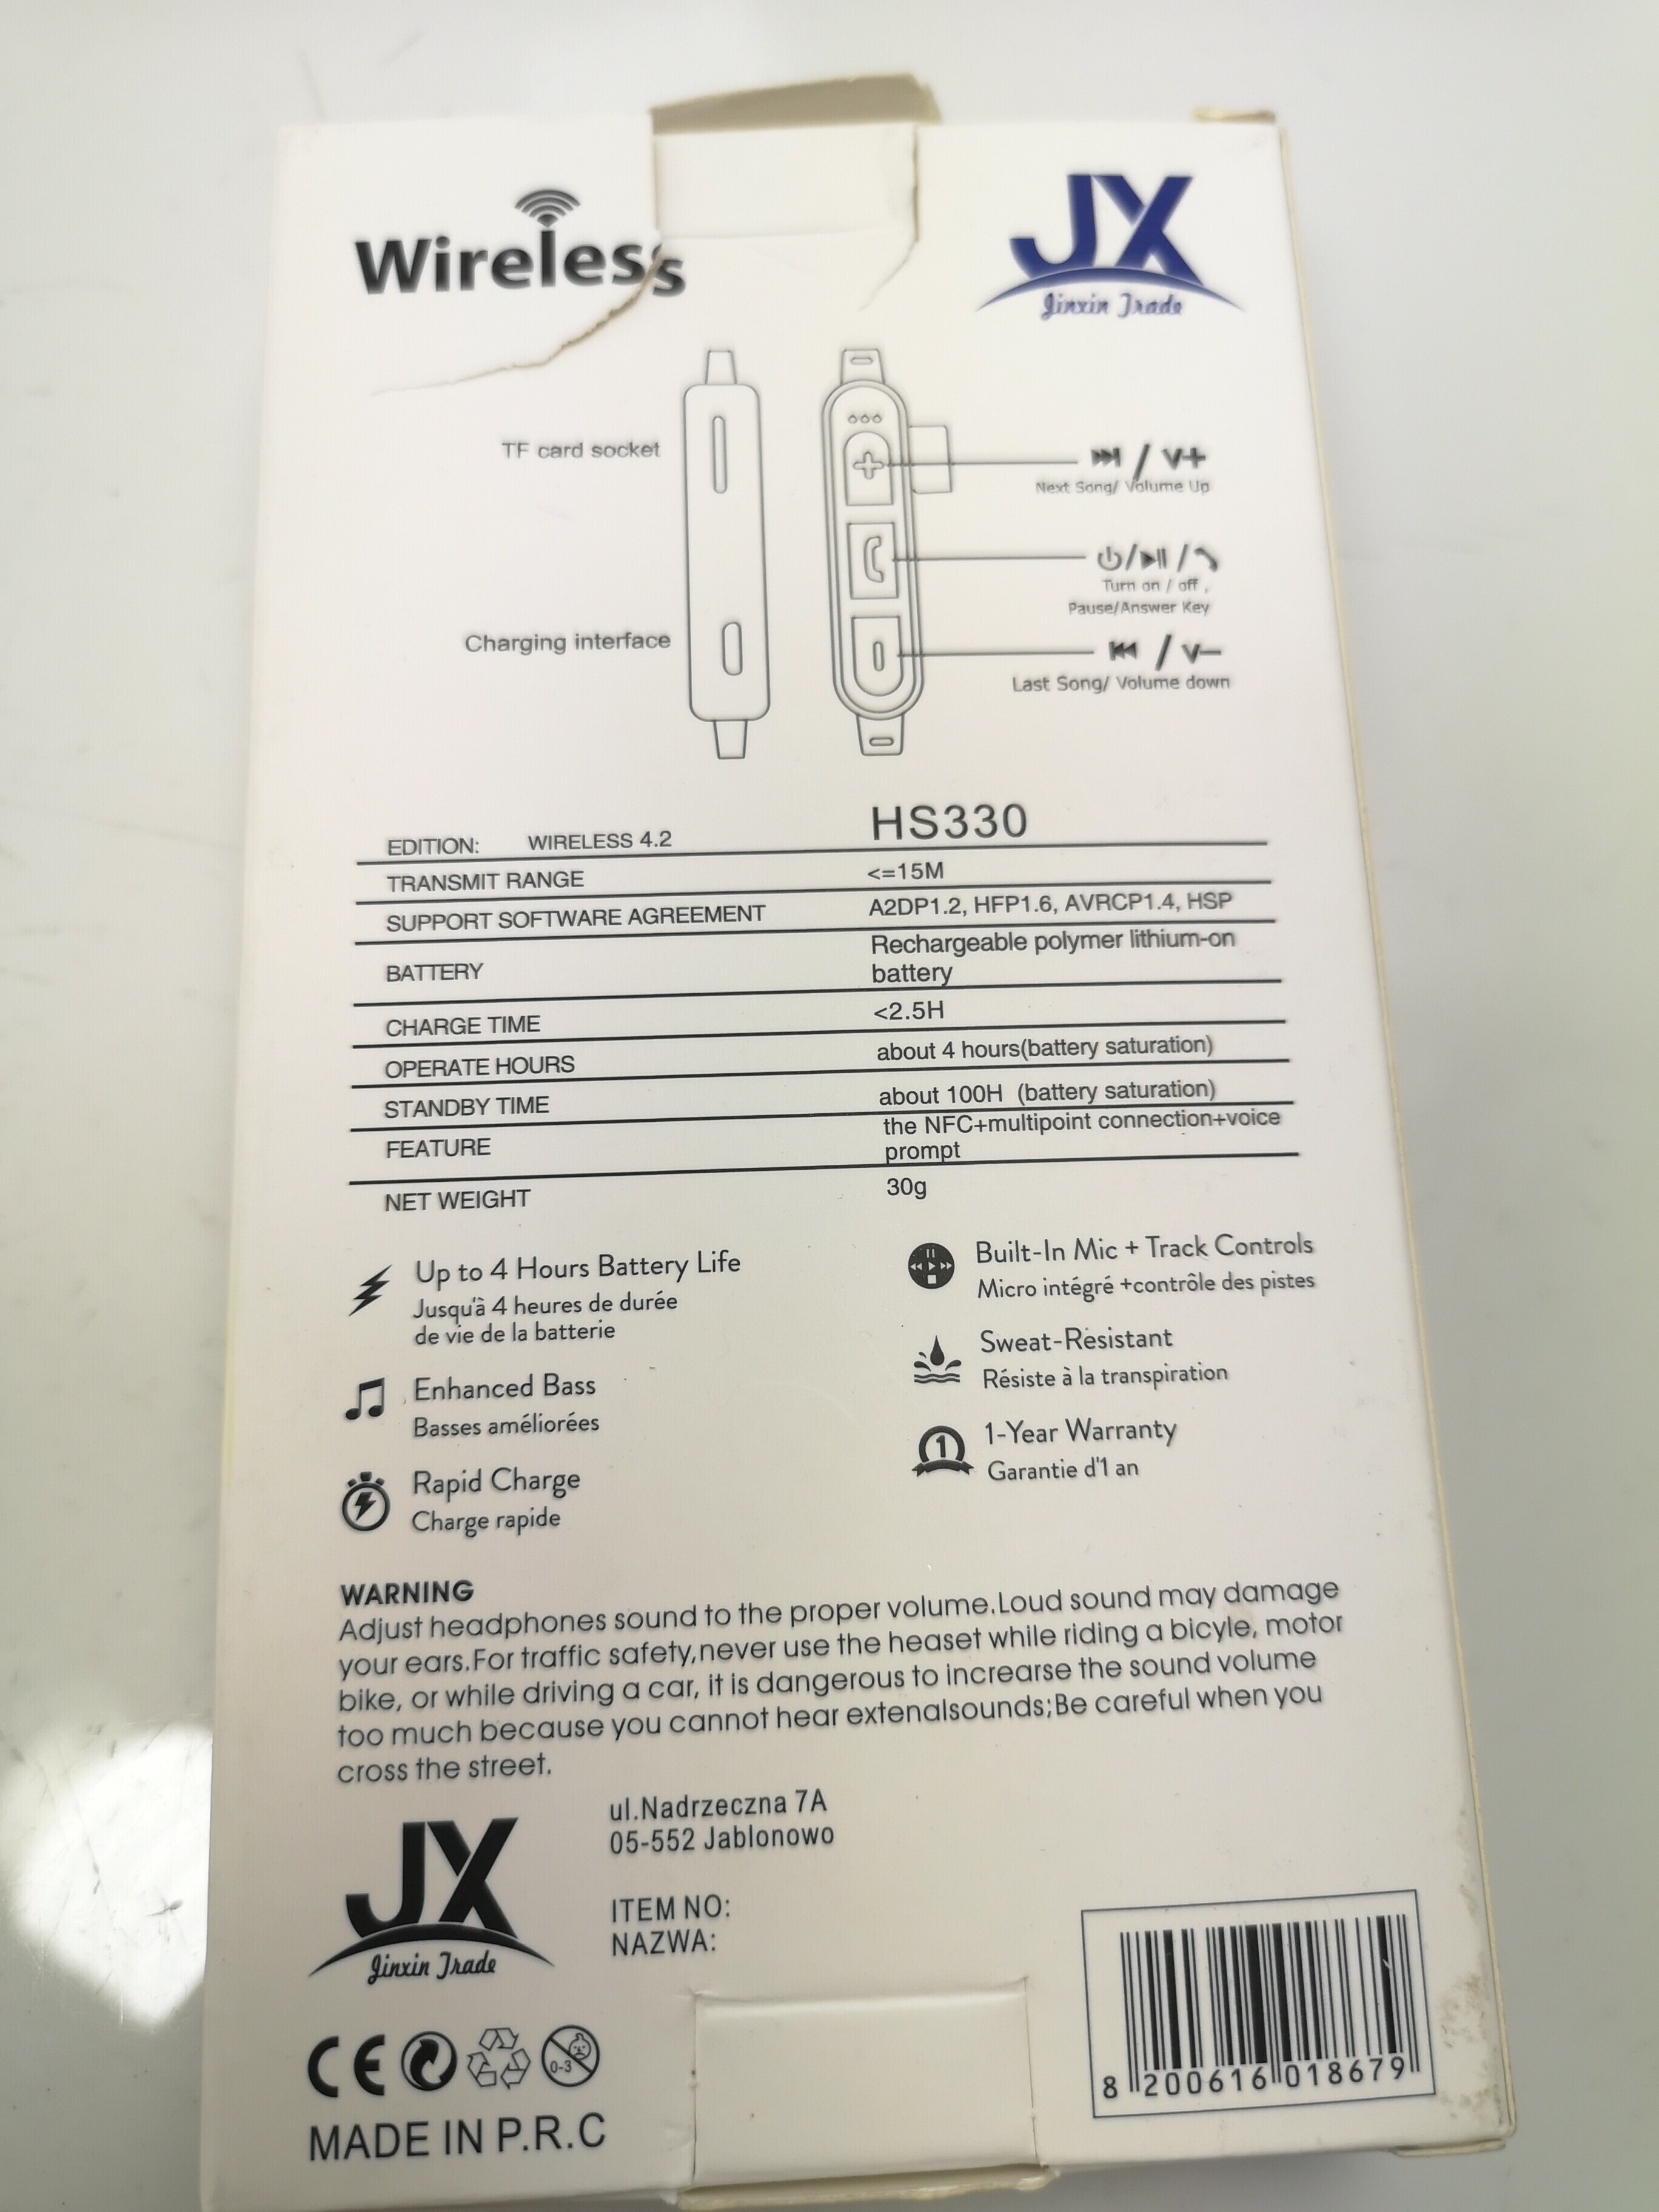 Wireless
JX
Jinxin Trade
TF card socket
Charging interface
/ V+
Next Song/ Volume Up
Turn on / off ,
Pause/Answer Key
/ V–
Last Song/ Volume down
EDITION: WIRELESS 4.2 HS330
TRANSMIT RANGE <=15M
SUPPORT SOFTWARE AGREEMENT A2DP1.2, HFP1.6, AVRCP1.4, HSP
BATTERY Rechargeable polymer lithium-on
battery
CHARGE TIME <2.5H
OPERATE HOURS about 4 hours(battery saturation)
STANDBY TIME about 100H (battery saturation)
FEATURE the NFC+multipoint connection+voice
prompt
NET WEIGHT 30g
Up to 4 Hours Battery Life
Jusqu'à 4 heures de durée
de vie de la batterie
Enhanced Bass
Basses améliorées
Rapid Charge
Charge rapide
Built-In Mic + Track Controls
Micro intégré +contrôle des pistes
Sweat-Resistant
Résiste à la transpiration
1
1-Year Warranty
Garantie d'1 an
WARNING
Adjust headphones sound to the proper volume.Loud sound may damage
your ears.For traffic safety,never use the heaset while riding a bicyle, motor
bike, or while driving a car, it is dangerous to increarse the sound volume
too much because you cannot hear extenalsounds;Be careful when you
cross the street.
JX
Jinxin Trade
ul.Nadrzeczna 7A
05-552 Jablonowo
ITEM NO:
NAZWA:
CE
0-3
MADE IN P.R.C
8 200616 018679